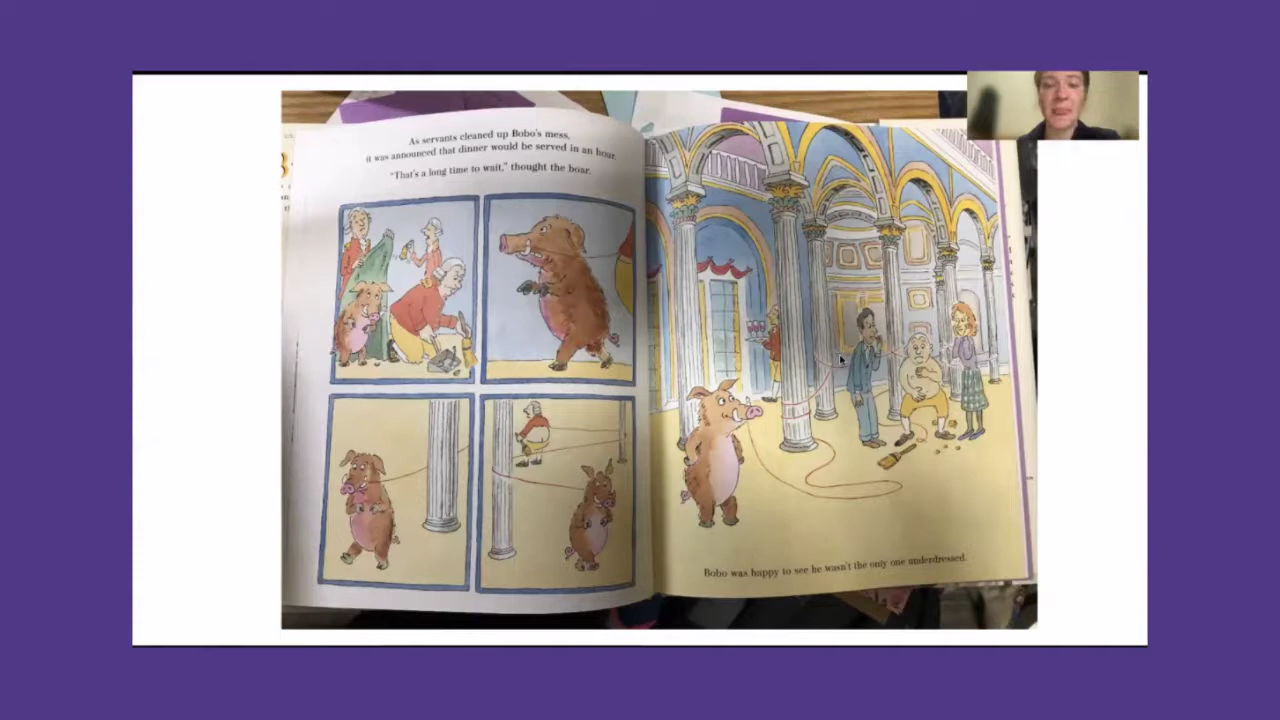 As servants cleaned up Bobo's mess,
it was announced that dinner would be served in an hour.
"That's a long time to wait," thought the boar.
Bobo was happy to see he wasn't the only one underdressed.